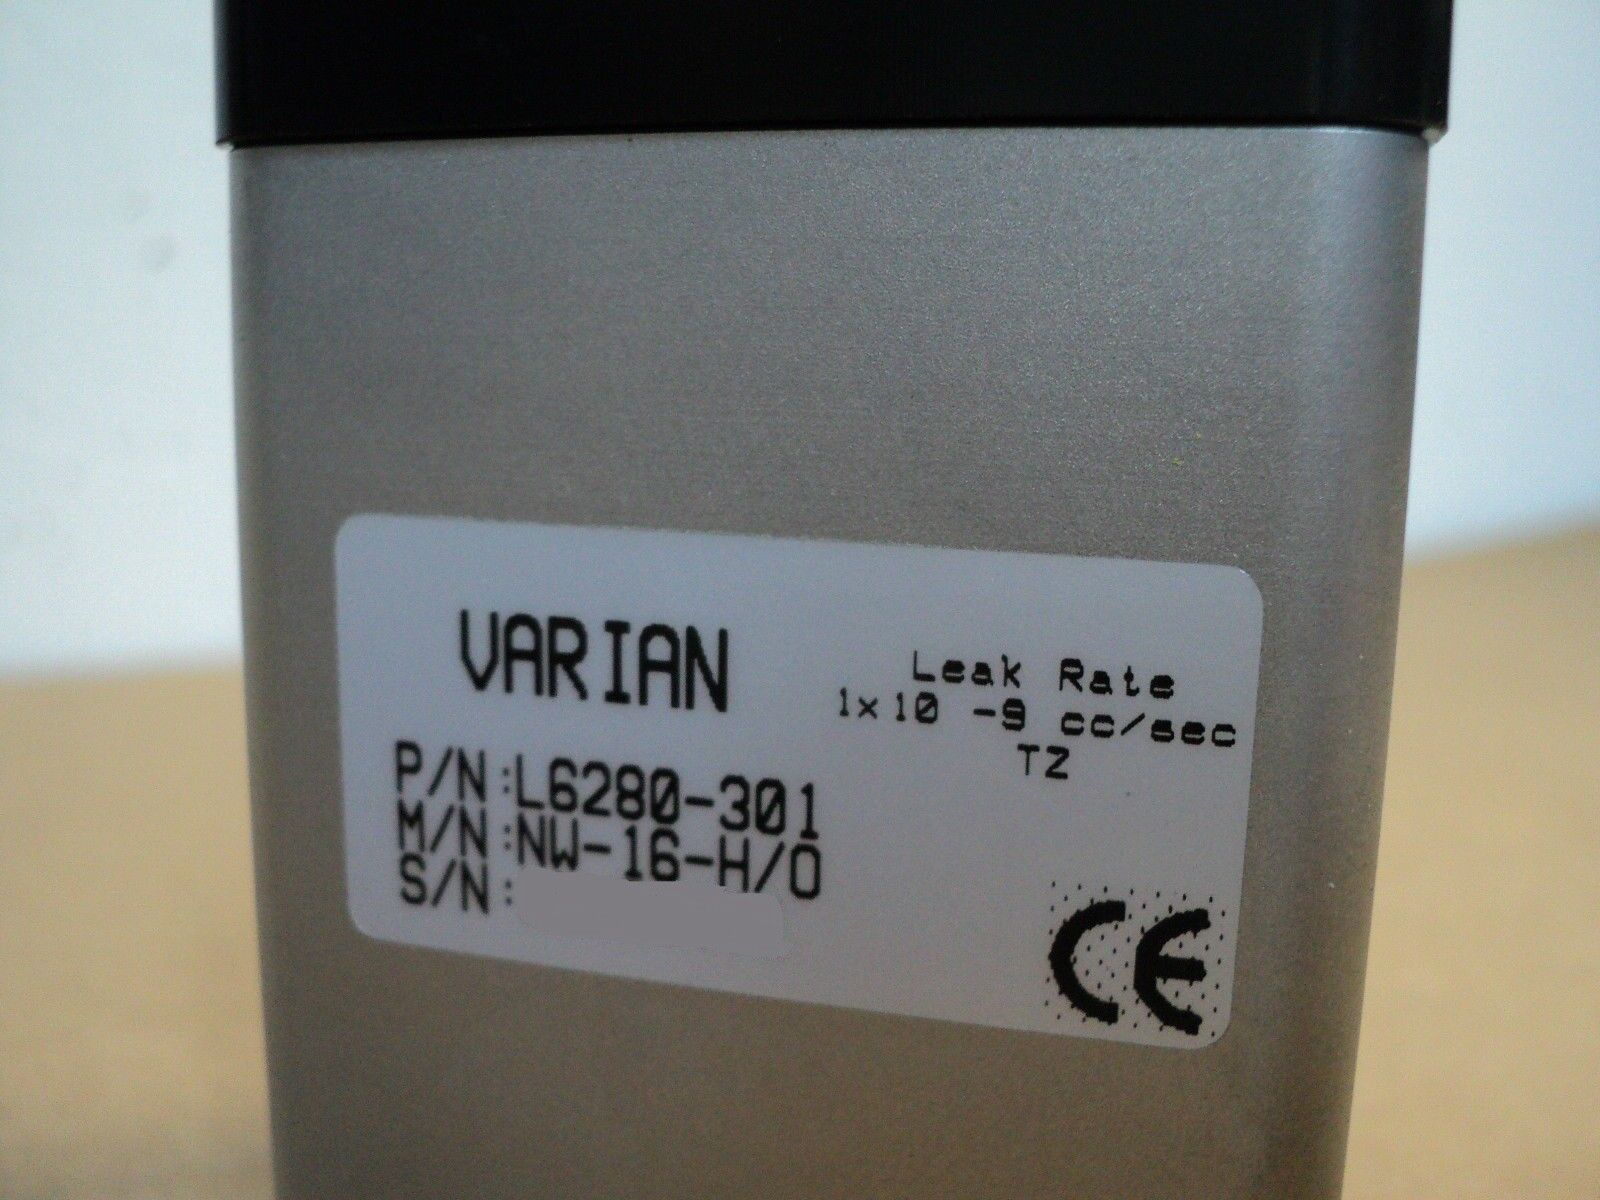 VARIAN
Leak Rate
1x10 -9 cc/sec
TZ
P/N:L6280-301
M/N:NW-16-H/O
S/N:
CE